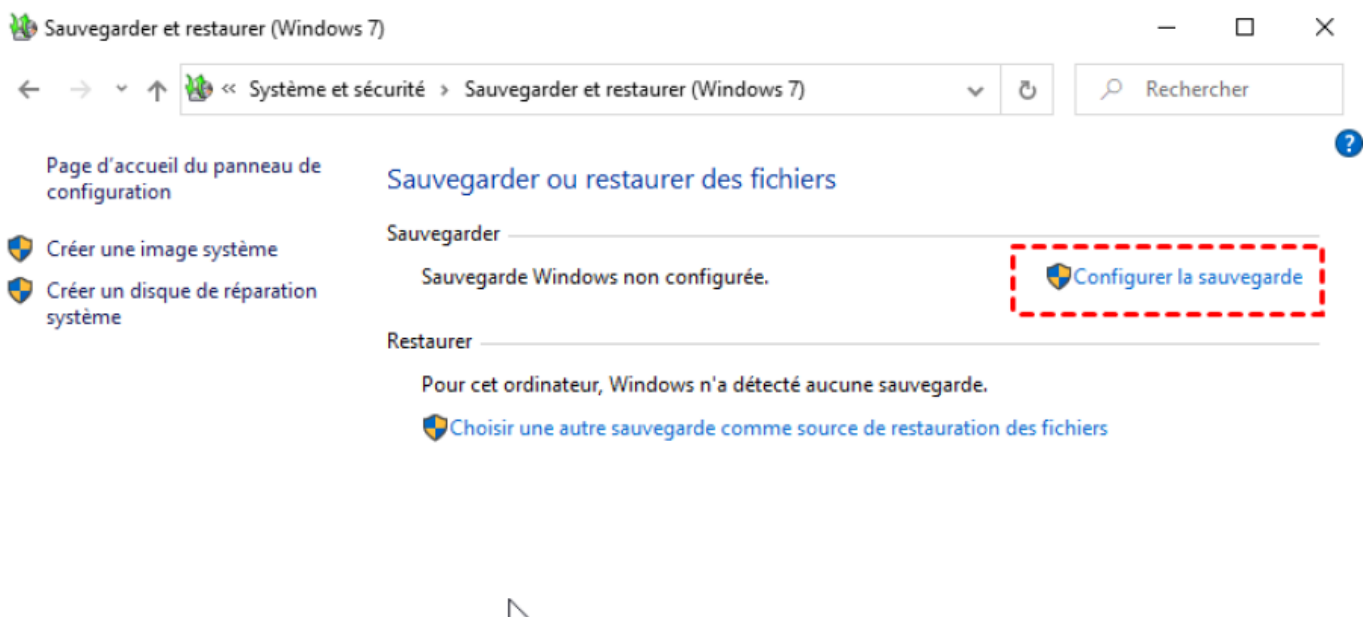 Sauvegarder et restaurer (Windows 7)
« Système et sécurité > Sauvegarder et restaurer (Windows 7)
Rechercher
Page d'accueil du panneau de
configuration
Créer une image système
Créer un disque de réparation
système
Sauvegarder ou restaurer des fichiers
Sauvegarder
Sauvegarde Windows non configurée.
Configurer la sauvegarde
Restaurer
Pour cet ordinateur, Windows n'a détecté aucune sauvegarde.
Choisir une autre sauvegarde comme source de restauration des fichiers